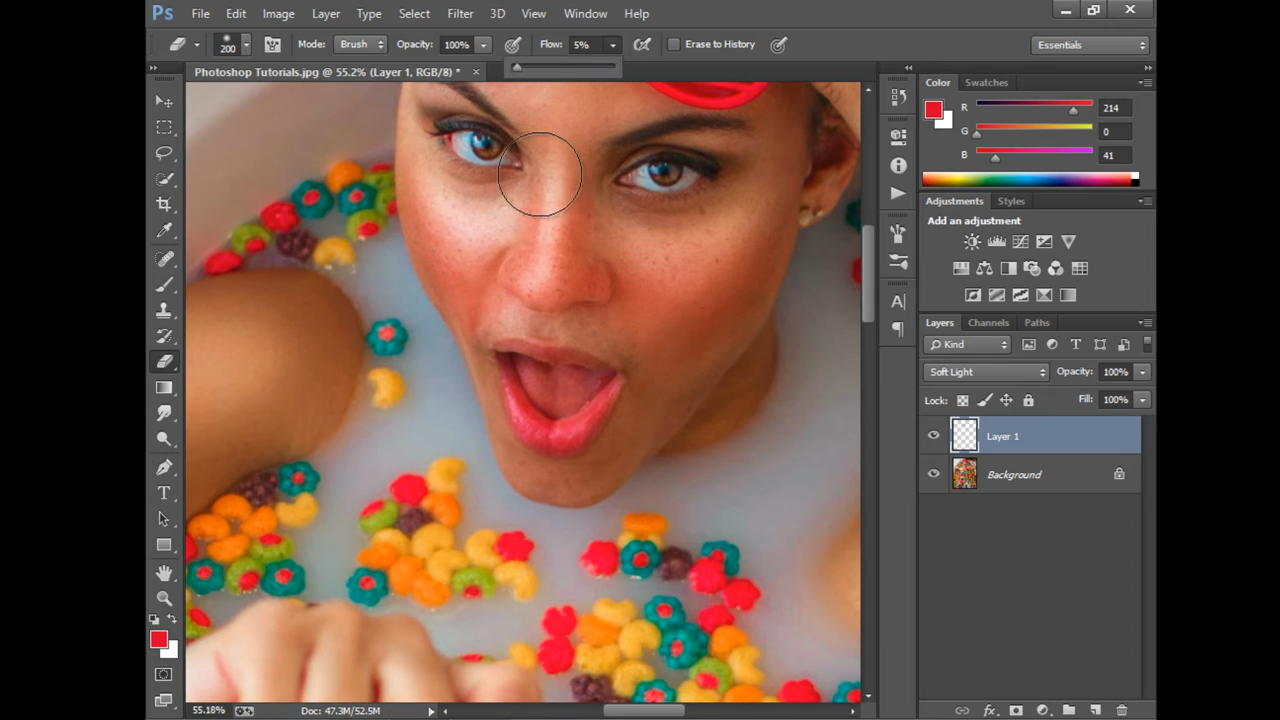 Ps File Edit Image Layer Type Select Filter 3D View Window Help
200 Mode: Brush Opacity: 100% Flow: 5% Erase to History Essentials
Photoshop Tutorials.jpg @ 55.2% (Layer 1, RGB/8) * ×
Color Swatches
R 214
G 0
B 41
Adjustments Styles
Add an adjustment
Layers Channels Paths
Kind T
Soft Light Opacity: 100%
Lock: Fill: 100%
Layer 1
Background
A
T
fx
55.18% Doc: 47.3M/52.5M